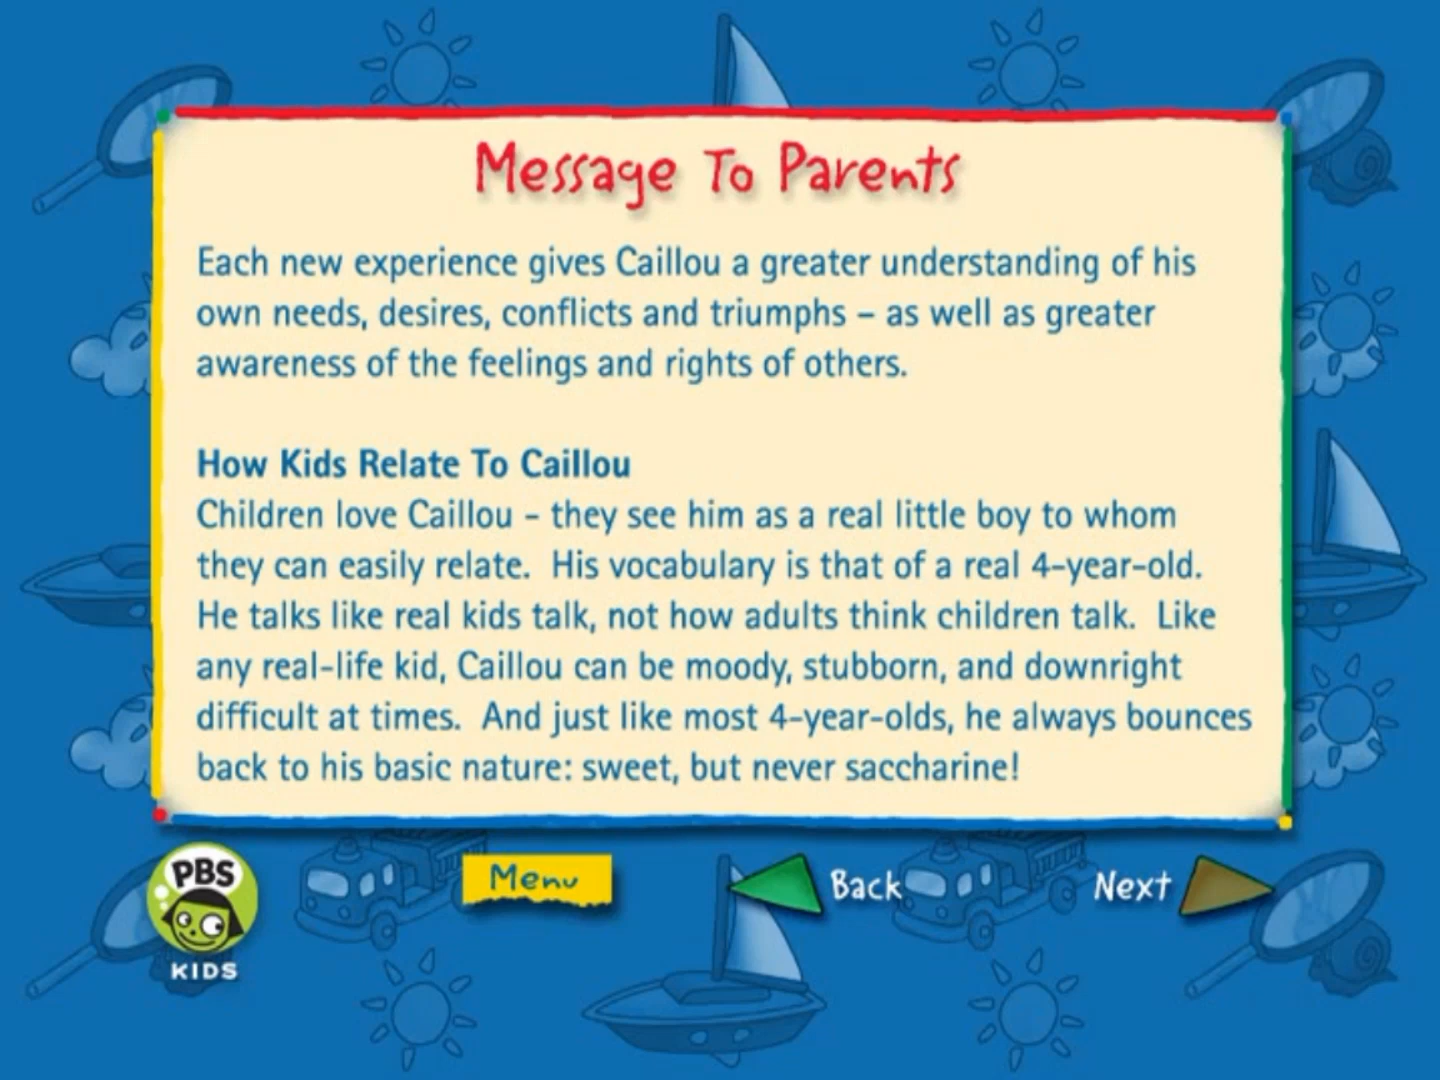 Message To Parents
Each new experience gives Caillou a greater understanding of his
own needs, desires, conflicts and triumphs – as well as greater
awareness of the feelings and rights of others.
How Kids Relate To Caillou
Children love Caillou – they see him as a real little boy to whom
they can easily relate.  His vocabulary is that of a real 4-year-old.
He talks like real kids talk, not how adults think children talk.  Like
any real-life kid, Caillou can be moody, stubborn, and downright
difficult at times.  And just like most 4-year-olds, he always bounces
back to his basic nature: sweet, but never saccharine!
PBS
KIDS
Menu
Back
Next